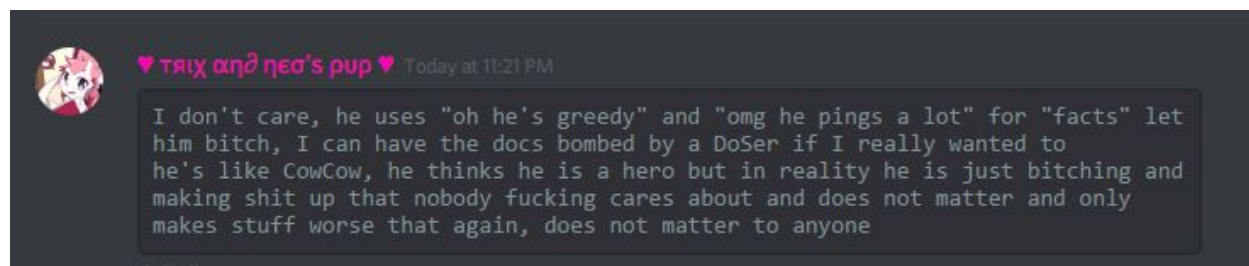 ♥ тяιχ αη∂ ηєσ'ѕ ρυρ ♥ Today at 11:21 PM
I don't care, he uses "oh he's greedy" and "omg he pings a lot" for "facts" let
him bitch, I can have the docs bombed by a DoSer if I really wanted to
he's like CowCow, he thinks he is a hero but in reality he is just bitching and
making shit up that nobody fucking cares about and does not matter and only
makes stuff worse that again, does not matter to anyone